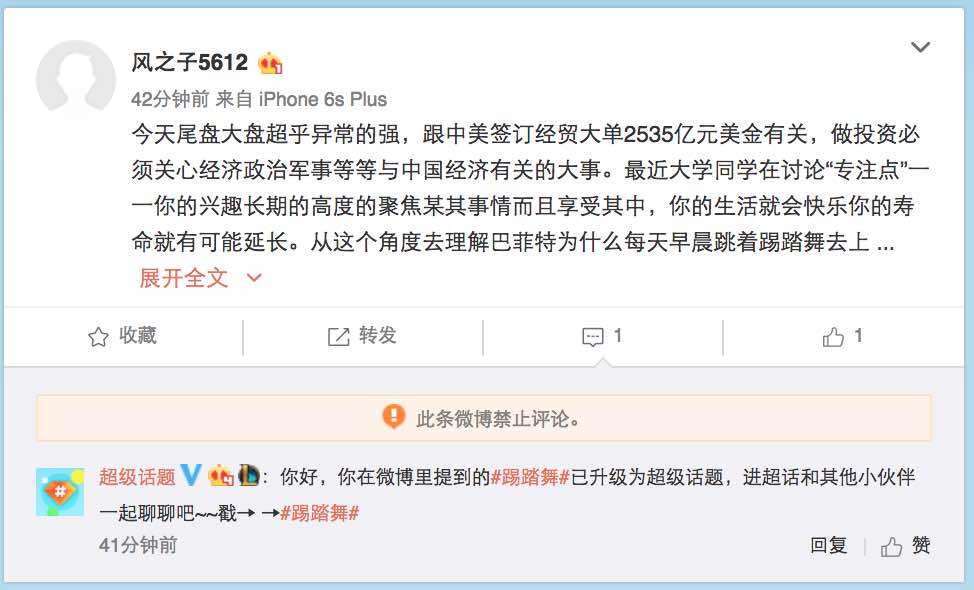 风之子5612
42分钟前 来自 iPhone 6s Plus
今天尾盘大盘超乎异常的强，跟中美签订经贸大单2535亿元美金有关，做投资必
须关心经济政治军事等等与中国经济有关的大事。最近大学同学在讨论“专注点”一
一你的兴趣长期的高度的聚焦某其事情而且享受其中，你的生活就会快乐你的寿
命就有可能延长。从这个角度去理解巴菲特为什么每天早晨跳着踢踏舞去上 ...
展开全文
收藏 转发 1 1
此条微博禁止评论。
超级话题：你好，你在微博里提到的#踢踏舞#已升级为超级话题，进超话和其他小伙伴
一起聊聊吧~~戳→ →#踢踏舞#
41分钟前 回复 赞